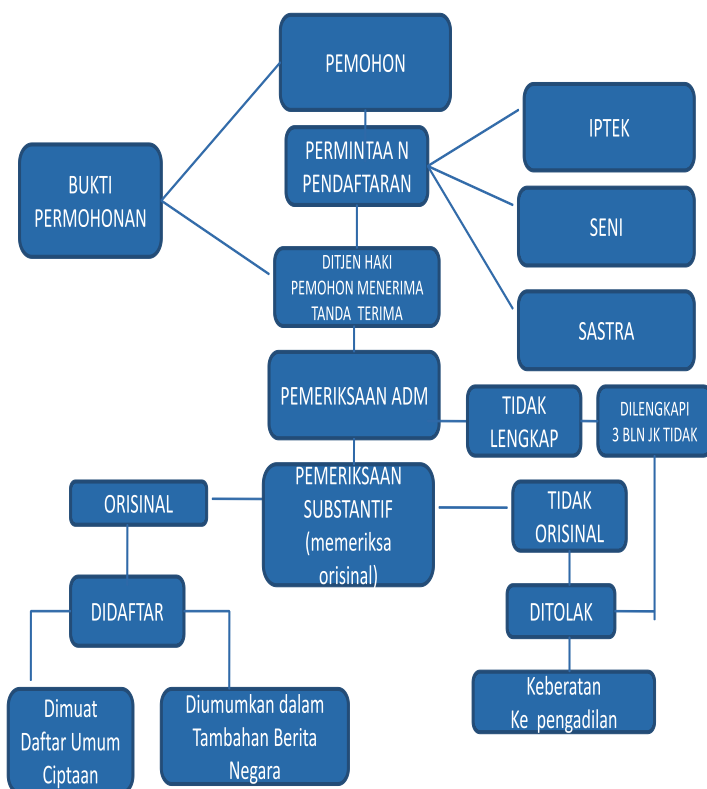 PEMOHON
IPTEK
PERMINTAA N
PENDAFTARAN
BUKTI
PERMOHONAN
SENI
DITJEN HAKI
PEMOHON MENERIMA
TANDA TERIMA
SASTRA
PEMERIKSAAN ADM
TIDAK
LENGKAP
DILENGKAPI
3 BLN JK TIDAK
PEMERIKSAAN
SUBSTANTIF
(memeriksa
orisinal)
ORISINAL
TIDAK
ORISINAL
DIDAFTAR
DITOLAK
Keberatan
Ke pengadilan
Dimuat
Daftar Umum
Ciptaan
Diumumkan dalam
Tambahan Berita
Negara